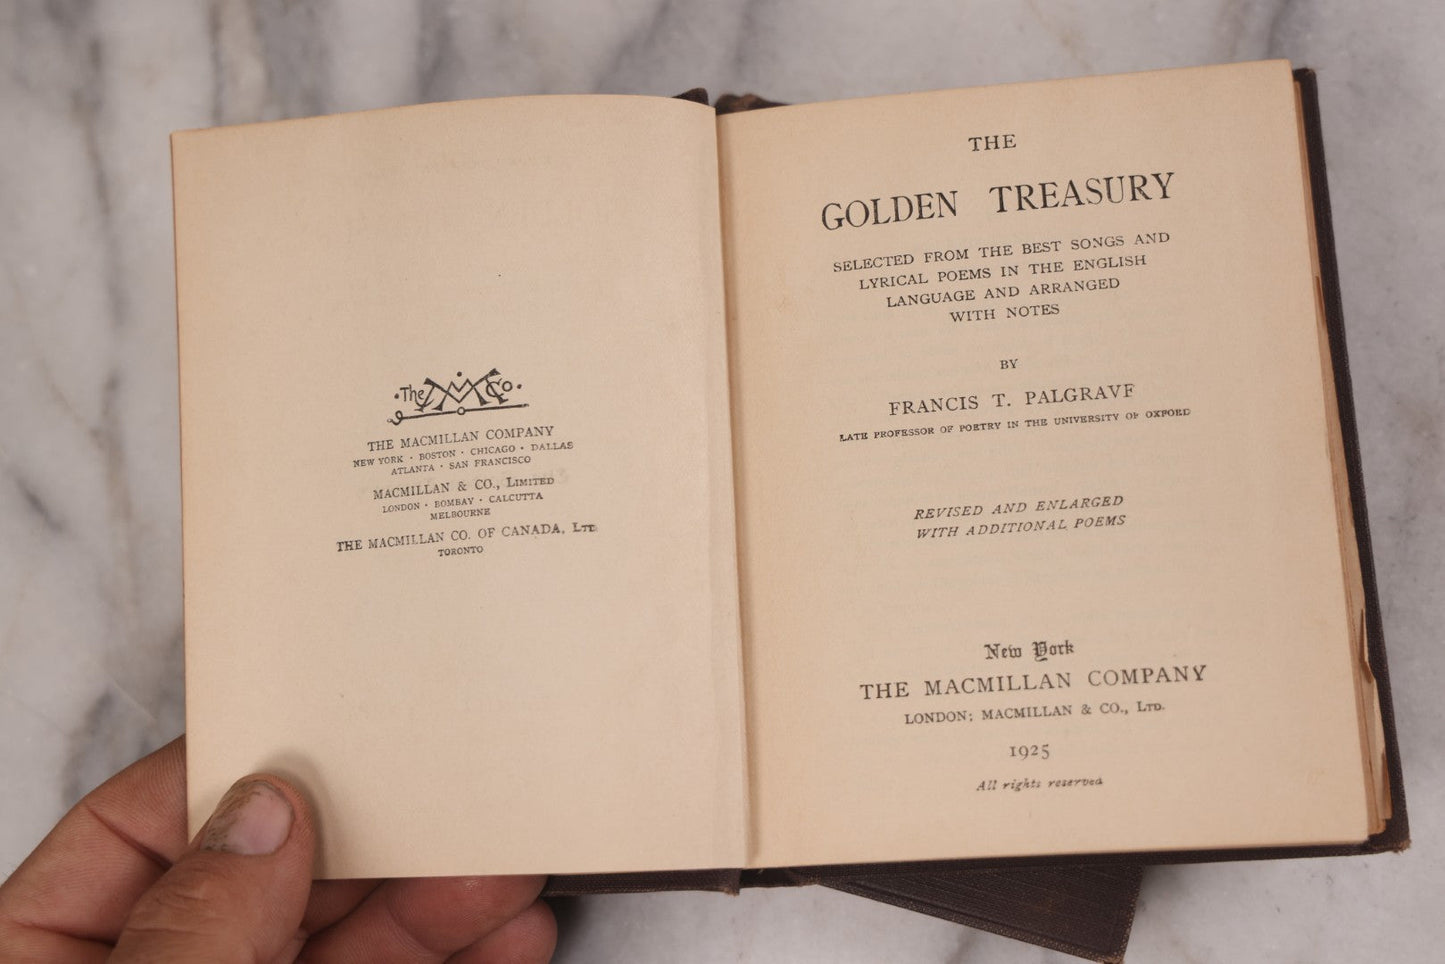 The MM Co.
THE MACMILLAN COMPANY
NEW YORK · BOSTON · CHICAGO · DALLAS
ATLANTA · SAN FRANCISCO
MACMILLAN & CO., LIMITED
LONDON · BOMBAY · CALCUTTA
MELBOURNE
THE MACMILLAN CO. OF CANADA, LTD.
TORONTO
THE
GOLDEN TREASURY
SELECTED FROM THE BEST SONGS AND
LYRICAL POEMS IN THE ENGLISH
LANGUAGE AND ARRANGED
WITH NOTES
BY
FRANCIS T. PALGRAVE
LATE PROFESSOR OF POETRY IN THE UNIVERSITY OF OXFORD
REVISED AND ENLARGED
WITH ADDITIONAL POEMS
New York
THE MACMILLAN COMPANY
LONDON: MACMILLAN & CO., LTD.
1925
All rights reserved